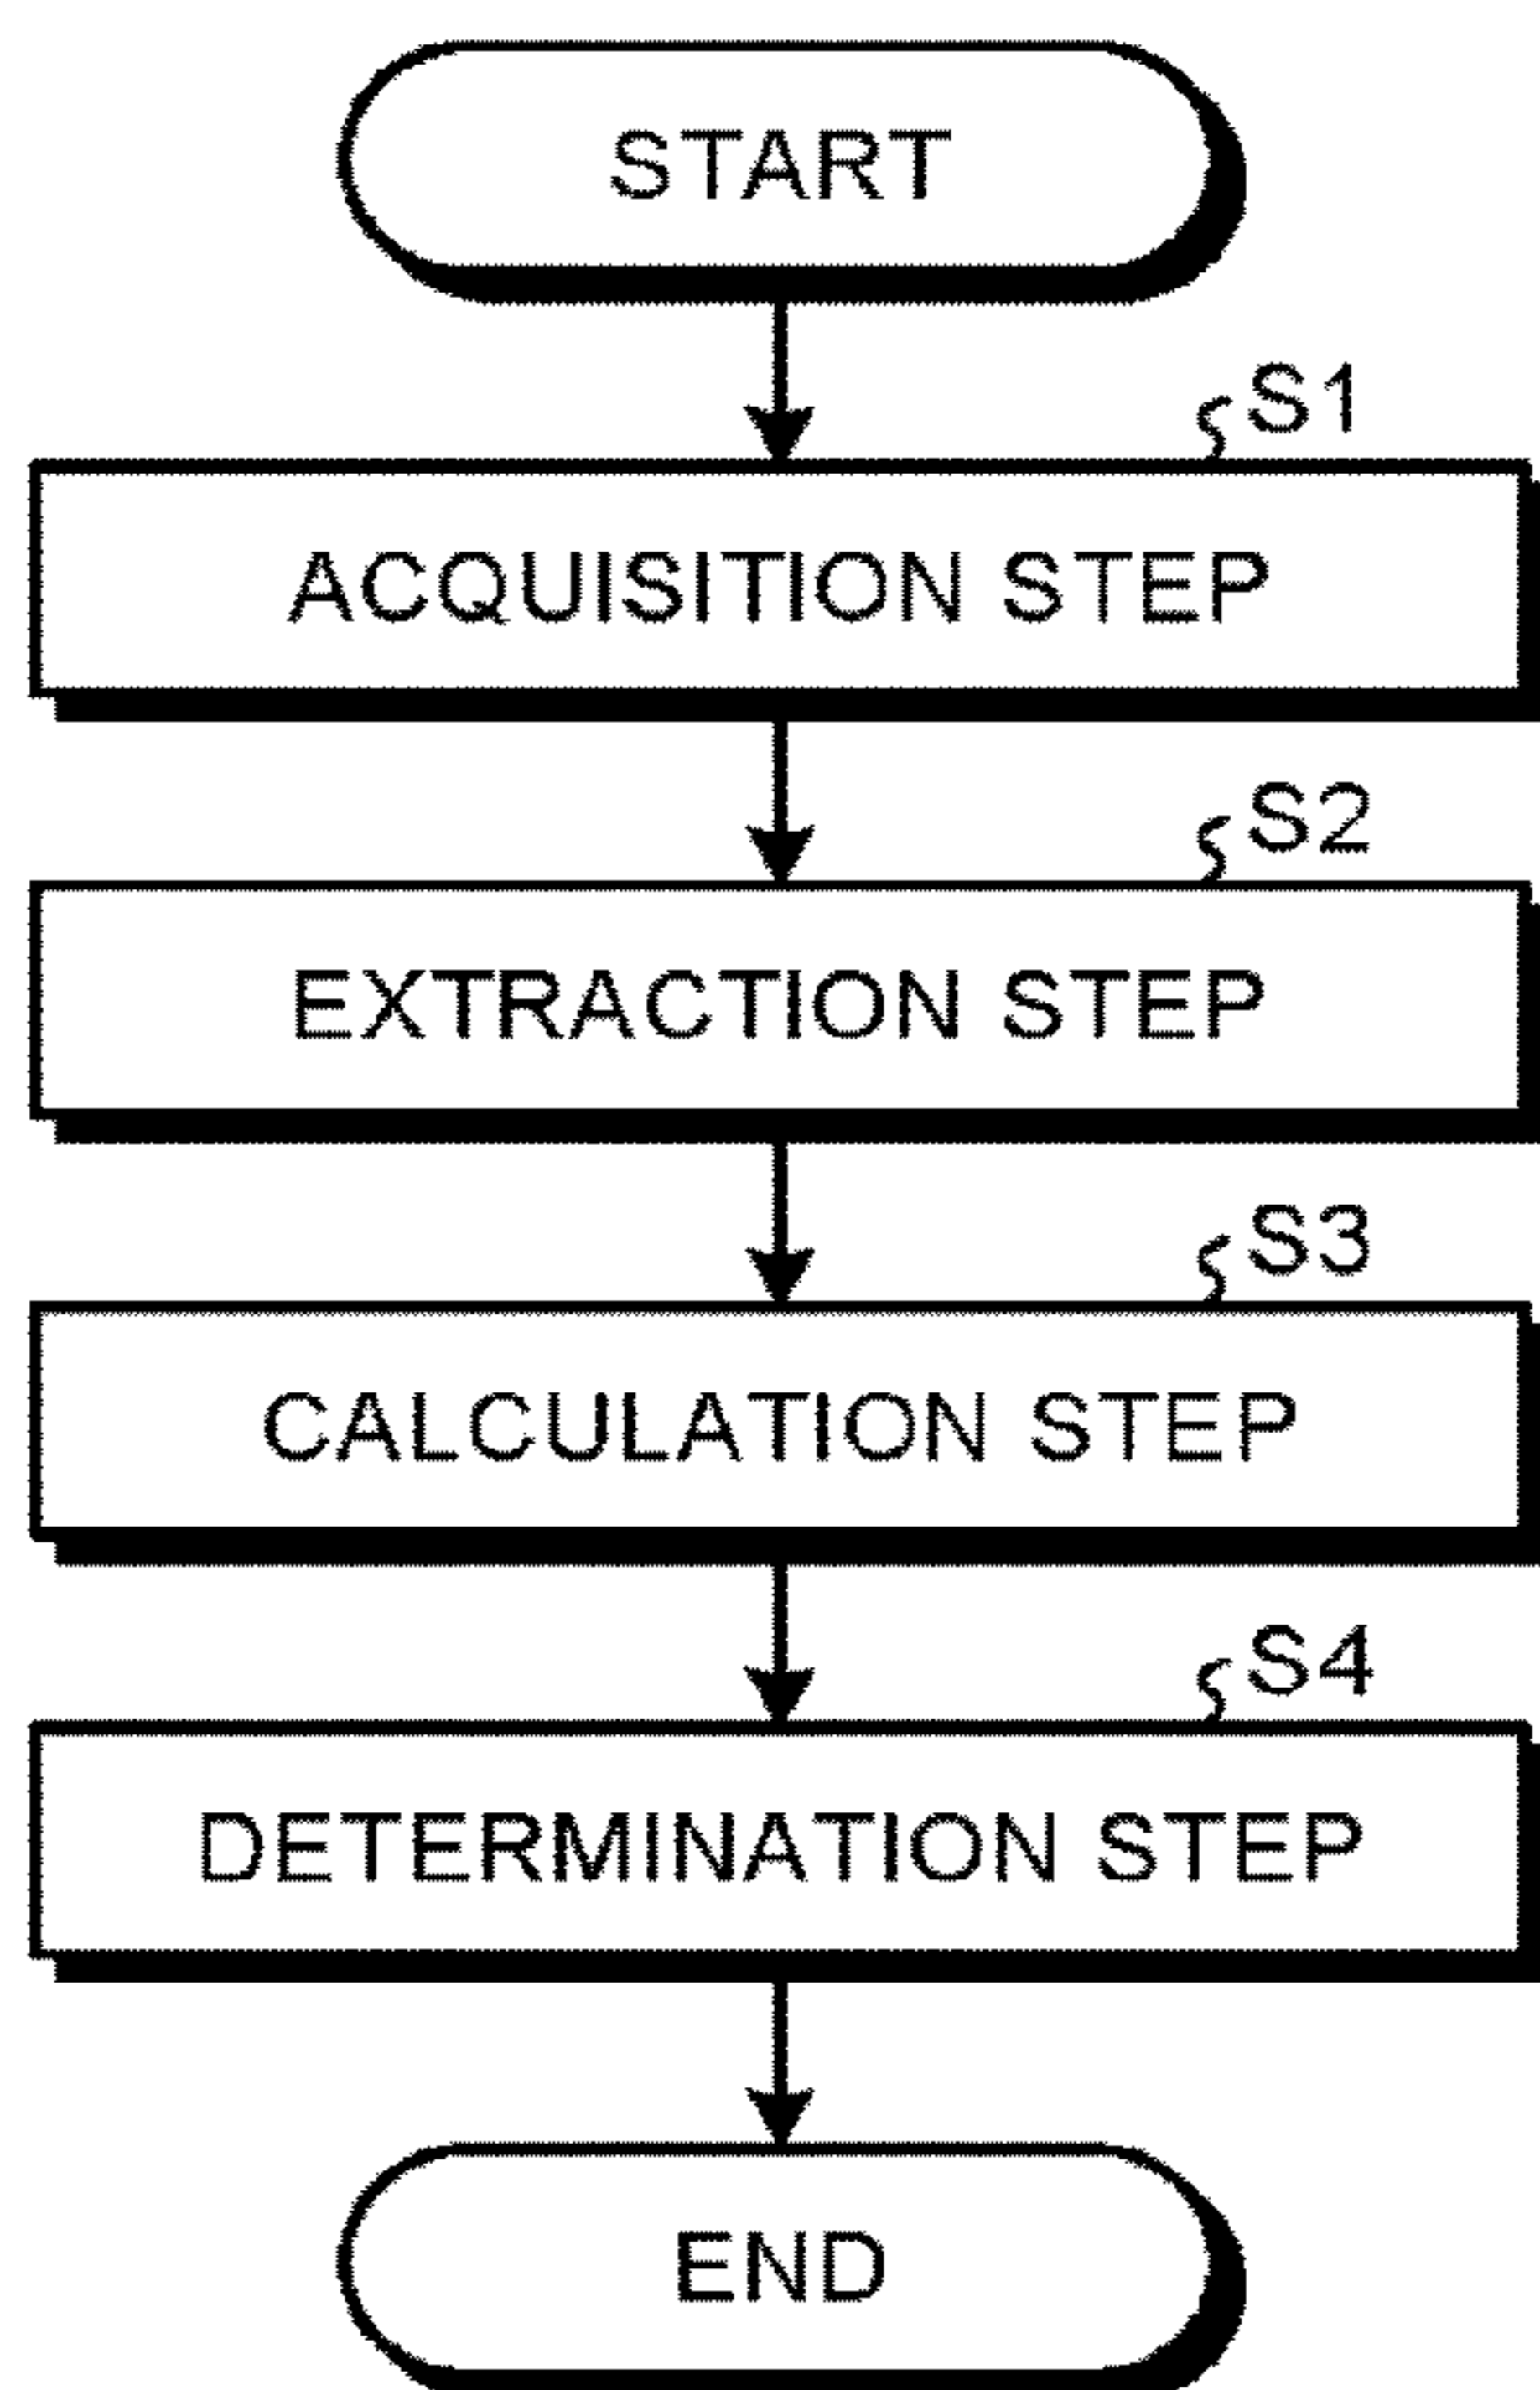 START
S1
ACQUISITION STEP
S2
EXTRACTION STEP
S3
CALCULATION STEP
S4
DETERMINATION STEP
END